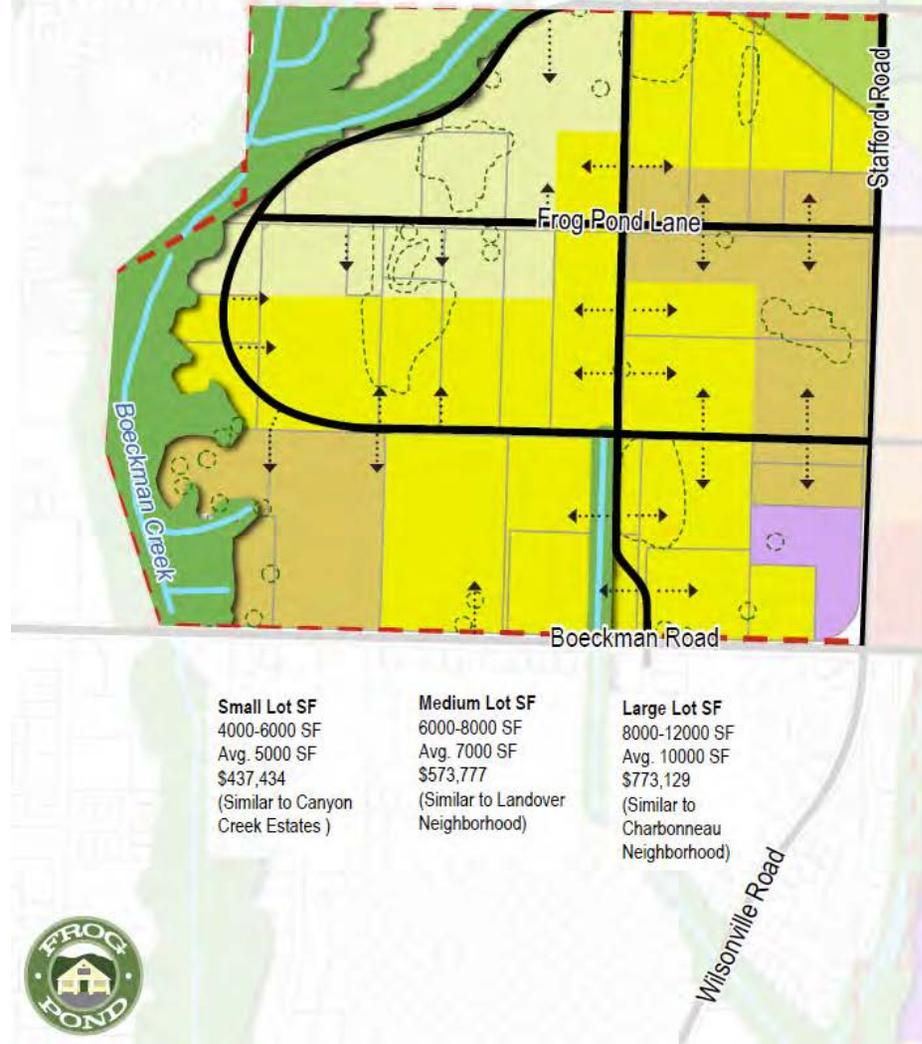 Stafford Road
Frog Pond Lane
Boeckman Creek
Boeckman Road
Small Lot SF
4000-6000 SF
Avg. 5000 SF
$437,434
(Similar to Canyon
Creek Estates )
Medium Lot SF
6000-8000 SF
Avg. 7000 SF
$573,777
(Similar to Landover
Neighborhood)
Large Lot SF
8000-12000 SF
Avg. 10000 SF
$773,129
(Similar to
Charbonneau
Neighborhood)
Wilsonville Road
FROG
POND